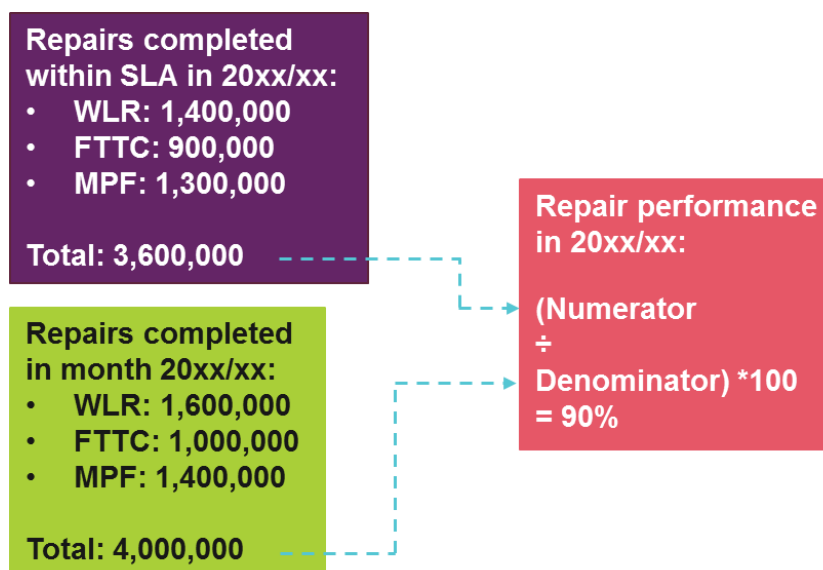 Repairs completed
within SLA in 20xx/xx:
• WLR: 1,400,000
• FTTC: 900,000
• MPF: 1,300,000
Total: 3,600,000
Repairs completed
in month 20xx/xx:
• WLR: 1,600,000
• FTTC: 1,000,000
• MPF: 1,400,000
Total: 4,000,000
Repair performance
in 20xx/xx:
(Numerator
÷
Denominator) *100
= 90%